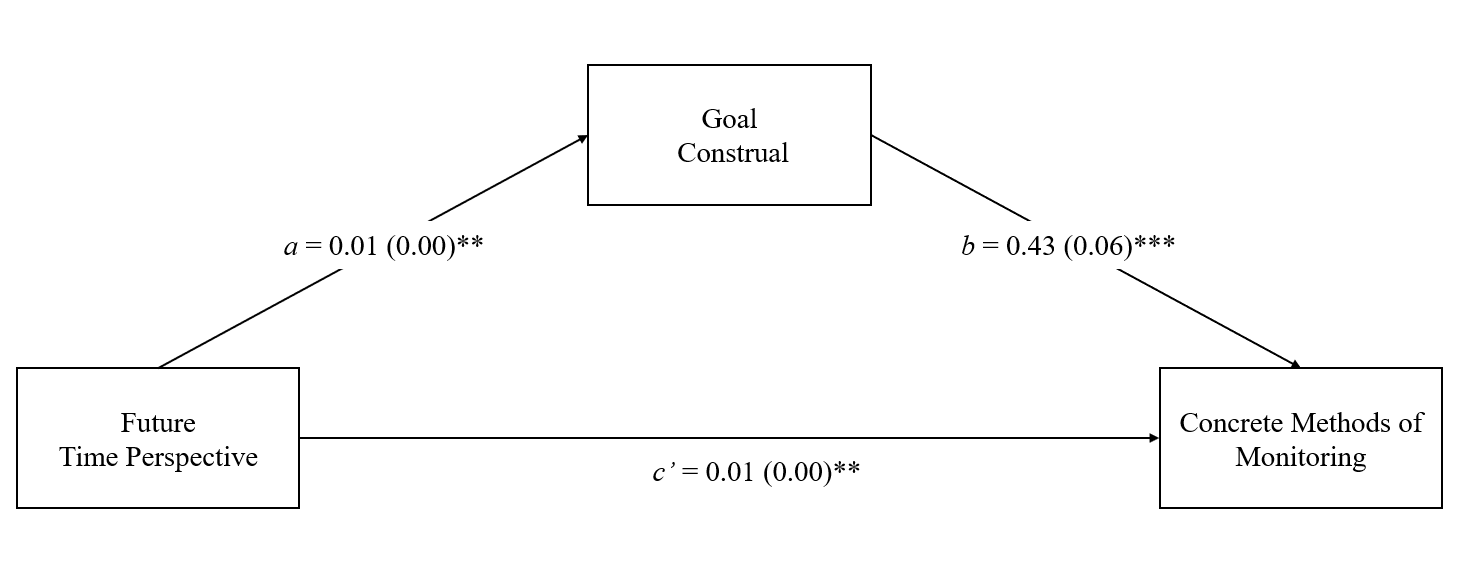 Goal
Construal
a = 0.01 (0.00)**
b = 0.43 (0.06)***
Future
Time Perspective
Concrete Methods of
Monitoring
c’ = 0.01 (0.00)**